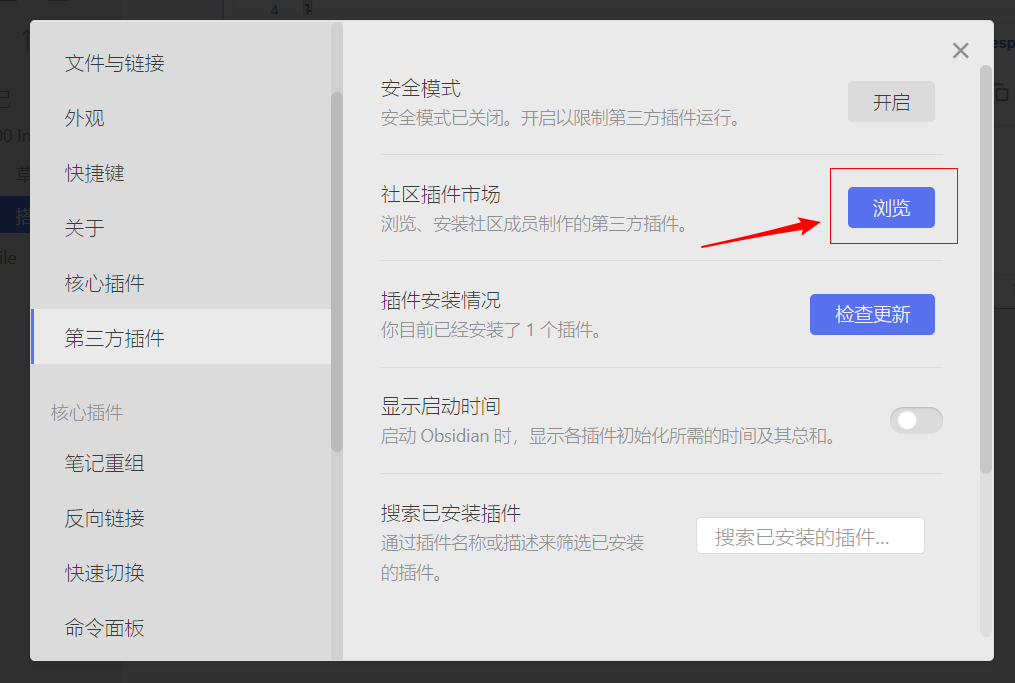 4
esp
00 In
ile
文件与链接
外观
快捷键
关于
核心插件
第三方插件
核心插件
笔记重组
反向链接
快速切换
命令面板
安全模式
安全模式已关闭。开启以限制第三方插件运行。
开启
社区插件市场
浏览、安装社区成员制作的第三方插件。
浏览
插件安装情况
你目前已经安装了 1 个插件。
检查更新
显示启动时间
启动 Obsidian 时，显示各插件初始化所需的时间及其总和。
搜索已安装插件
通过插件名称或描述来筛选已安装
的插件。
搜索已安装的插件...